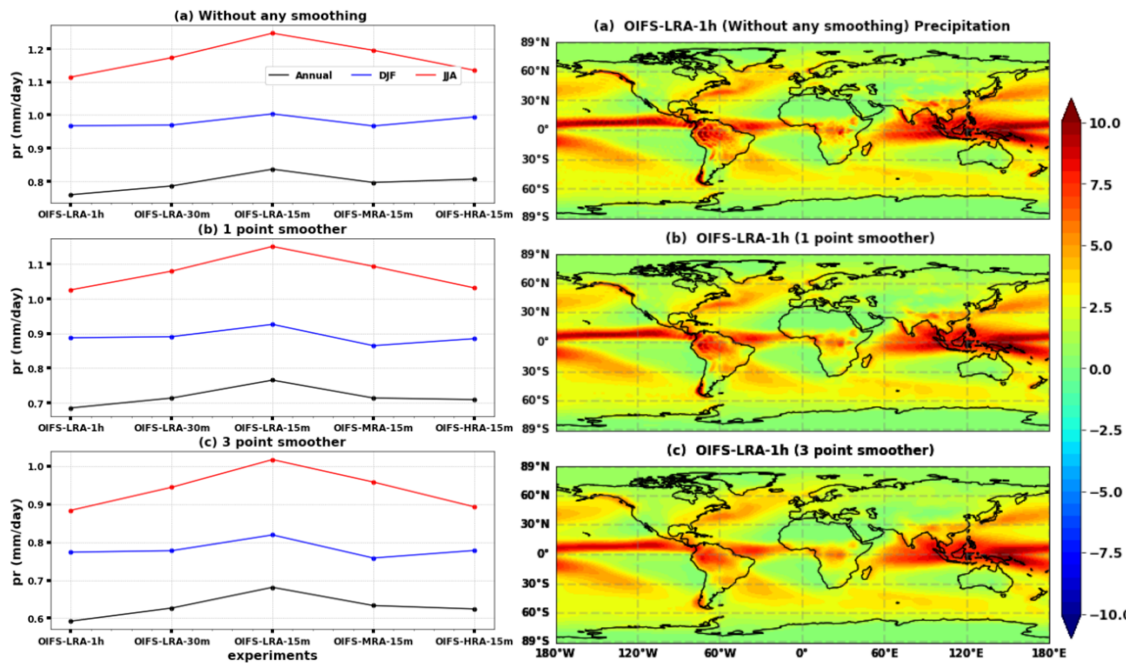 (a) Without any smoothing
pr (mm/day)
1.2
1.1
1.0
0.9
0.8
Annual DJF JJA
OIFS-LRA-1h OIFS-LRA-30m OIFS-LRA-15m OIFS-MRA-15m OIFS-HRA-15m
(b) 1 point smoother
pr (mm/day)
1.1
1.0
0.9
0.8
0.7
OIFS-LRA-1h OIFS-LRA-30m OIFS-LRA-15m OIFS-MRA-15m OIFS-HRA-15m
(c) 3 point smoother
pr (mm/day)
1.0
0.9
0.8
0.7
0.6
OIFS-LRA-1h OIFS-LRA-30m OIFS-LRA-15m OIFS-MRA-15m OIFS-HRA-15m
experiments
(a) OIFS-LRA-1h (Without any smoothing) Precipitation
89°N
60°N
30°N
0°
30°S
60°S
89°S
(b) OIFS-LRA-1h (1 point smoother)
89°N
60°N
30°N
0°
30°S
60°S
89°S
(c) OIFS-LRA-1h (3 point smoother)
89°N
60°N
30°N
0°
30°S
60°S
89°S
180°W 120°W 60°W 0° 60°E 120°E 180°E
10.0
7.5
5.0
2.5
0.0
−2.5
−5.0
−7.5
−10.0